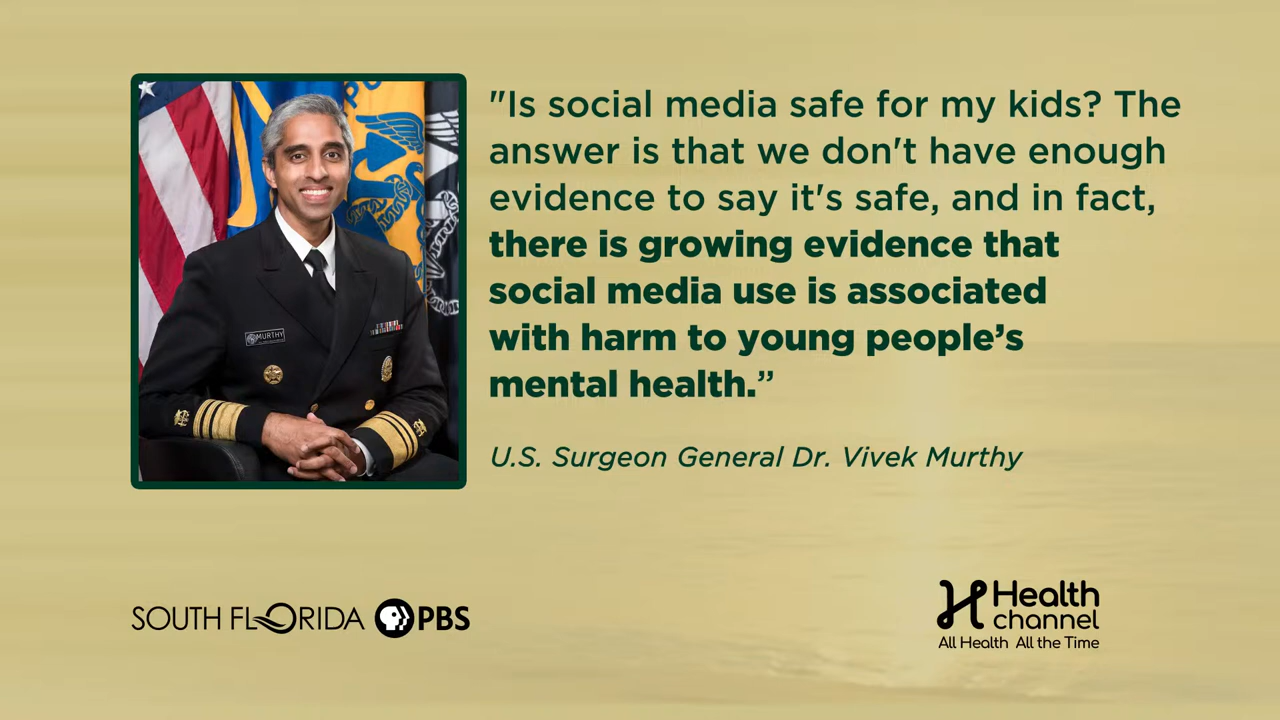 "Is social media safe for my kids? The
answer is that we don't have enough
evidence to say it's safe, and in fact,
there is growing evidence that
social media use is associated
with harm to young people’s
mental health.”
U.S. Surgeon General Dr. Vivek Murthy
MURTHY
SOUTH FLORIDA PBS
Health
channel
All Health All the Time